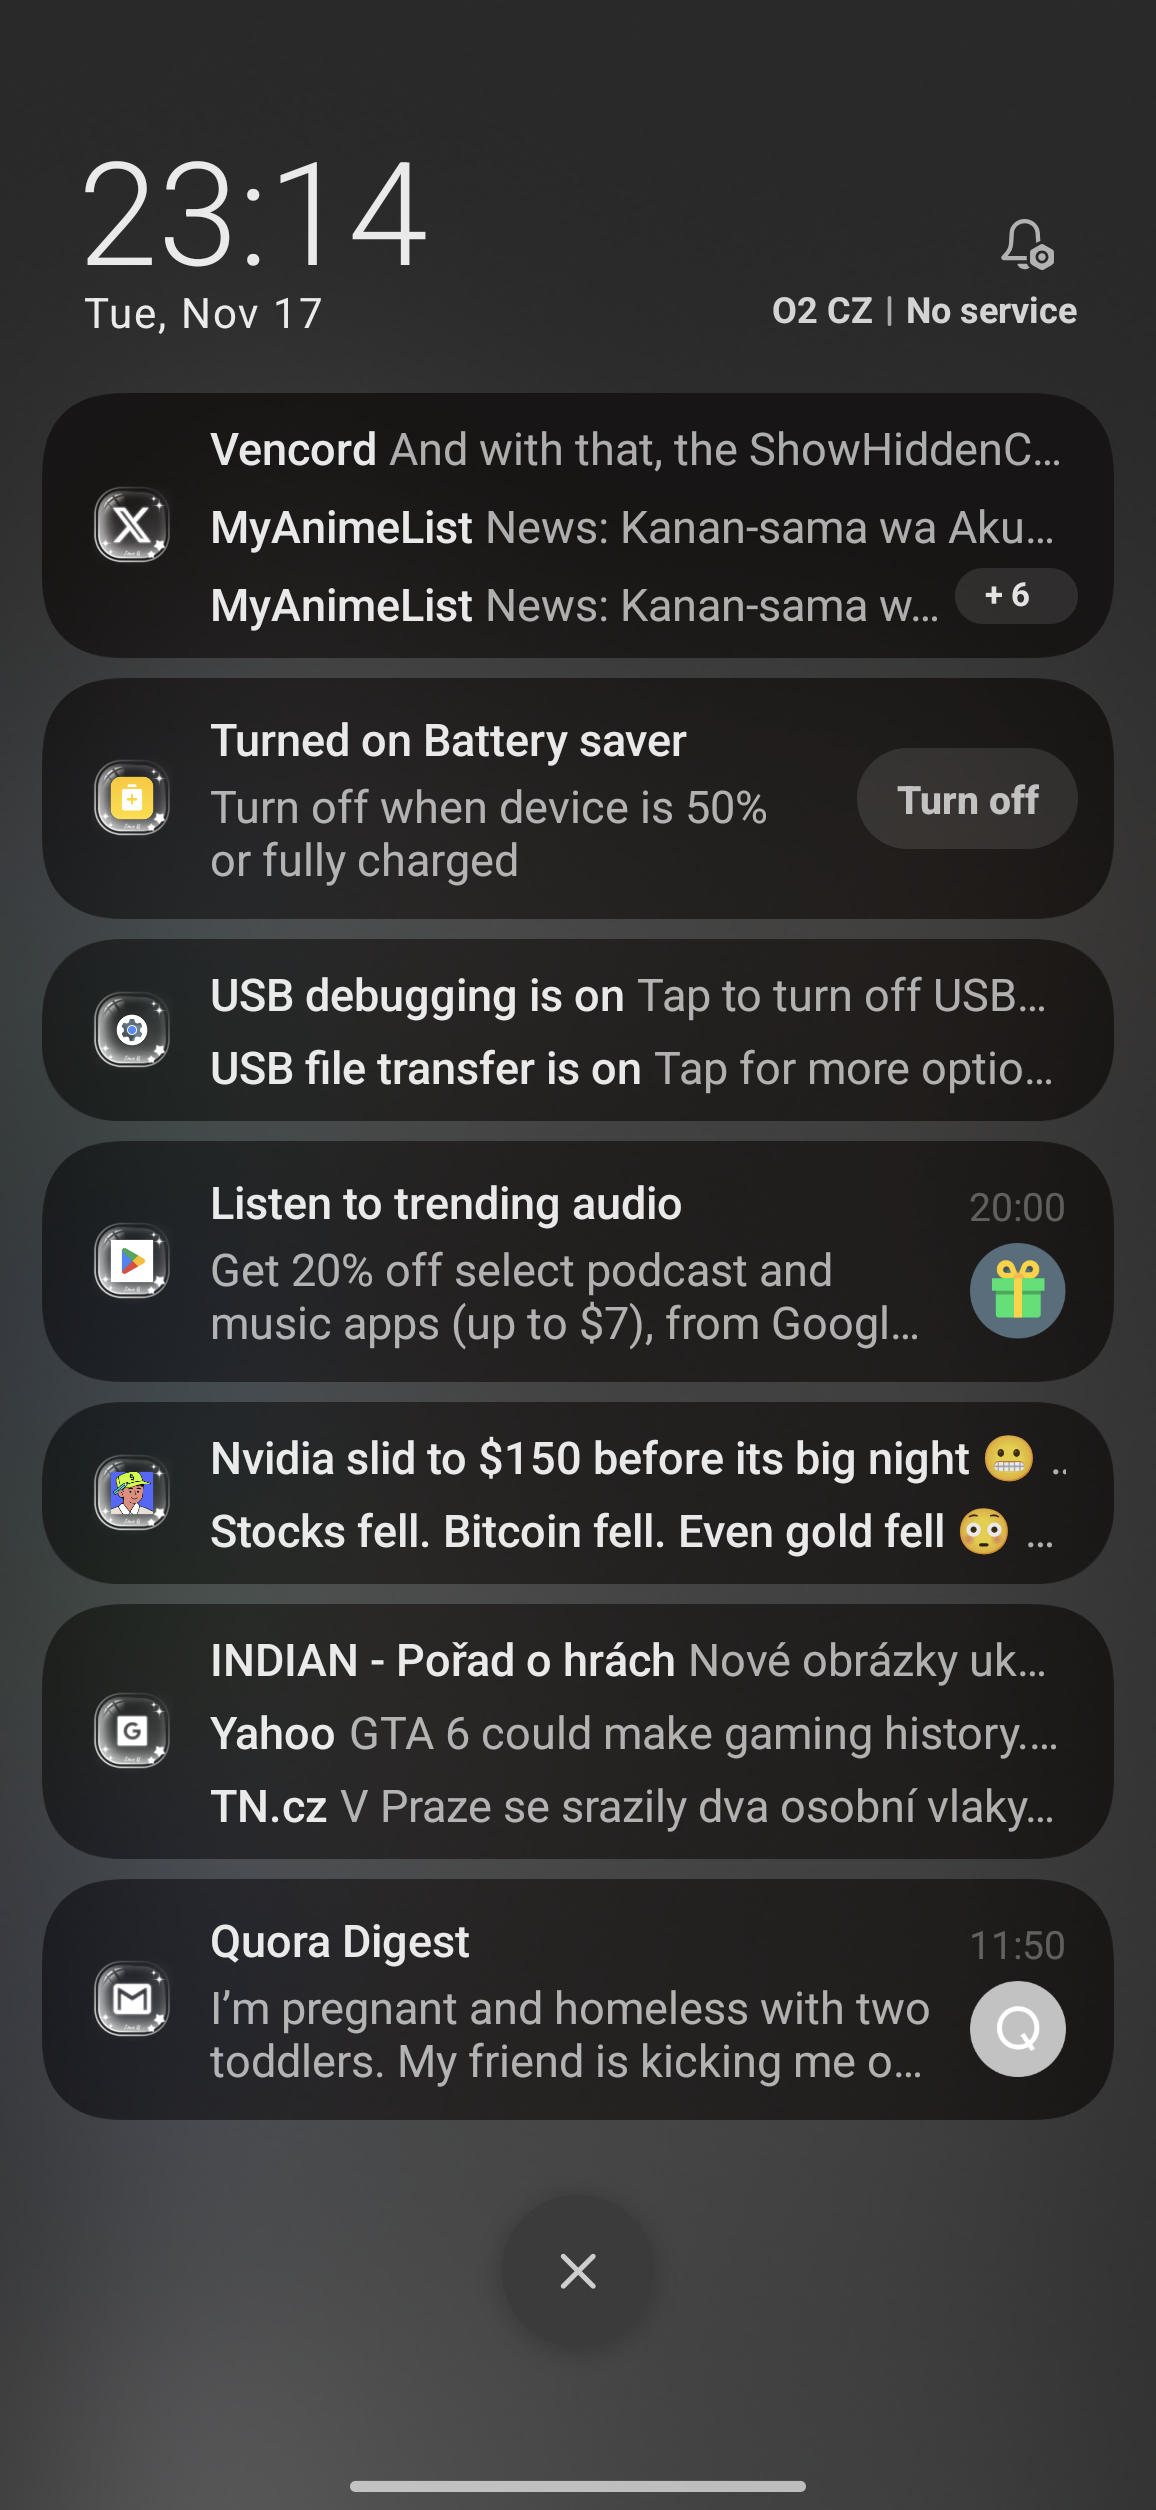 23:14
Tue, Nov 17
O2 CZ | No service
Vencord And with that, the ShowHiddenC...
MyAnimeList News: Kanan-sama wa Aku...
MyAnimeList News: Kanan-sama w...
+ 6
Turned on Battery saver
Turn off when device is 50%
or fully charged
Turn off
USB debugging is on Tap to turn off USB...
USB file transfer is on Tap for more optio...
Listen to trending audio
20:00
Get 20% off select podcast and
music apps (up to $7), from Googl...
Nvidia slid to $150 before its big night 😬 ..
Stocks fell. Bitcoin fell. Even gold fell 😳 ...
INDIAN - Pořad o hrách Nové obrázky uk...
Yahoo GTA 6 could make gaming history....
TN.cz V Praze se srazily dva osobní vlaky...
Quora Digest
11:50
I’m pregnant and homeless with two
toddlers. My friend is kicking me o...